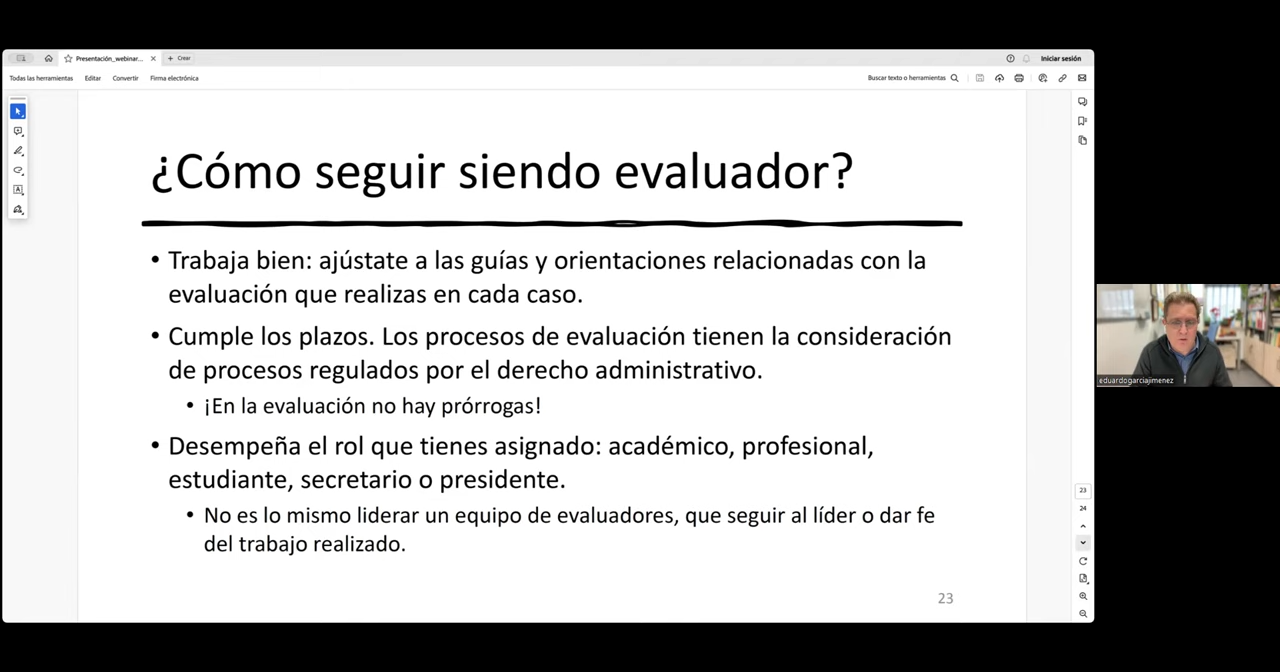 Presentación_webinar...
Crear
Iniciar sesión
Todas las herramientas
Editar
Convertir
Firma electrónica
Buscar texto o herramientas
¿Cómo seguir siendo evaluador?
• Trabaja bien: ajústate a las guías y orientaciones relacionadas con la
evaluación que realizas en cada caso.
• Cumple los plazos. Los procesos de evaluación tienen la consideración
de procesos regulados por el derecho administrativo.
• ¡En la evaluación no hay prórrogas!
• Desempeña el rol que tienes asignado: académico, profesional,
estudiante, secretario o presidente.
• No es lo mismo liderar un equipo de evaluadores, que seguir al líder o dar fe
del trabajo realizado.
23
eduardogarciajimenez
23
24